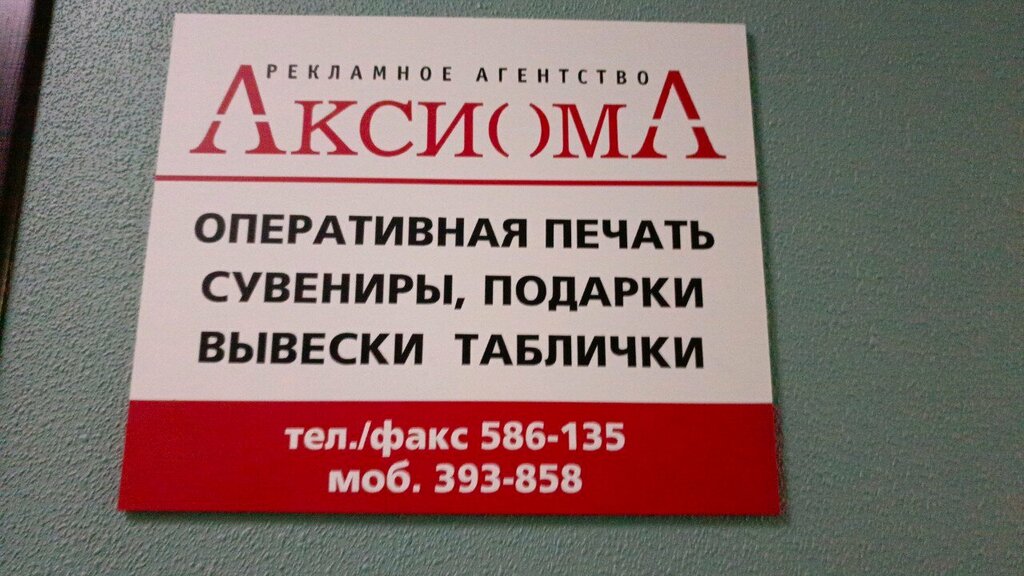 РЕКЛАМНОЕ АГЕНТСТВО
АКСИОМА
ОПЕРАТИВНАЯ ПЕЧАТЬ
СУВЕНИРЫ, ПОДАРКИ
ВЫВЕСКИ ТАБЛИЧКИ
тел./факс 586-135
моб. 393-858